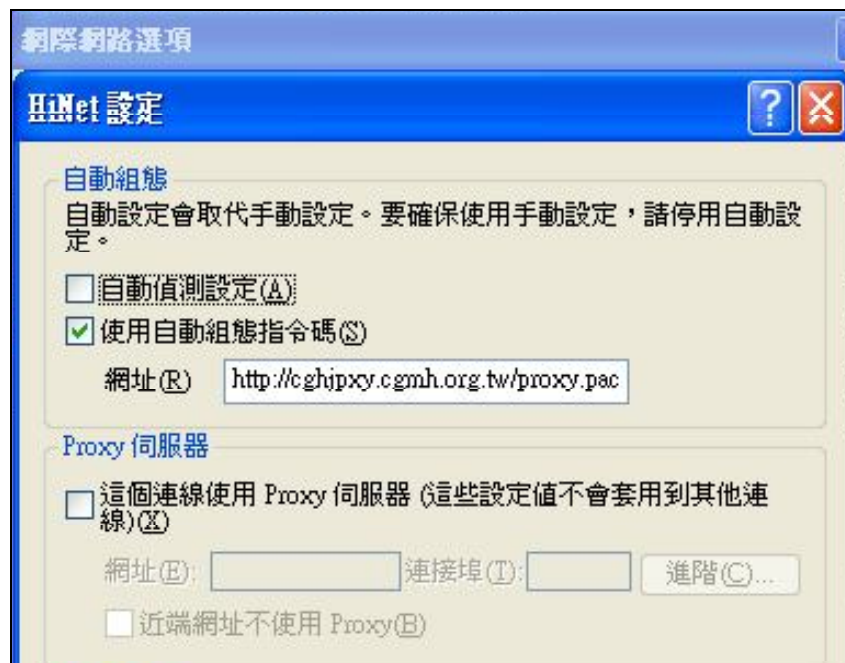 網際網路選項
HiNet 設定
自動組態
自動設定會取代手動設定。要確保使用手動設定，請停用自動設
定。
自動偵測設定(A)
使用自動組態指令碼(S)
網址(R) http://cghjpxy.cgmh.org.tw/proxy.pac
Proxy 伺服器
這個連線使用 Proxy 伺服器 (這些設定值不會套用到其他連
線)(X)
網址(E): 連接埠(T): 進階(C)...
近端網址不使用 Proxy(B)